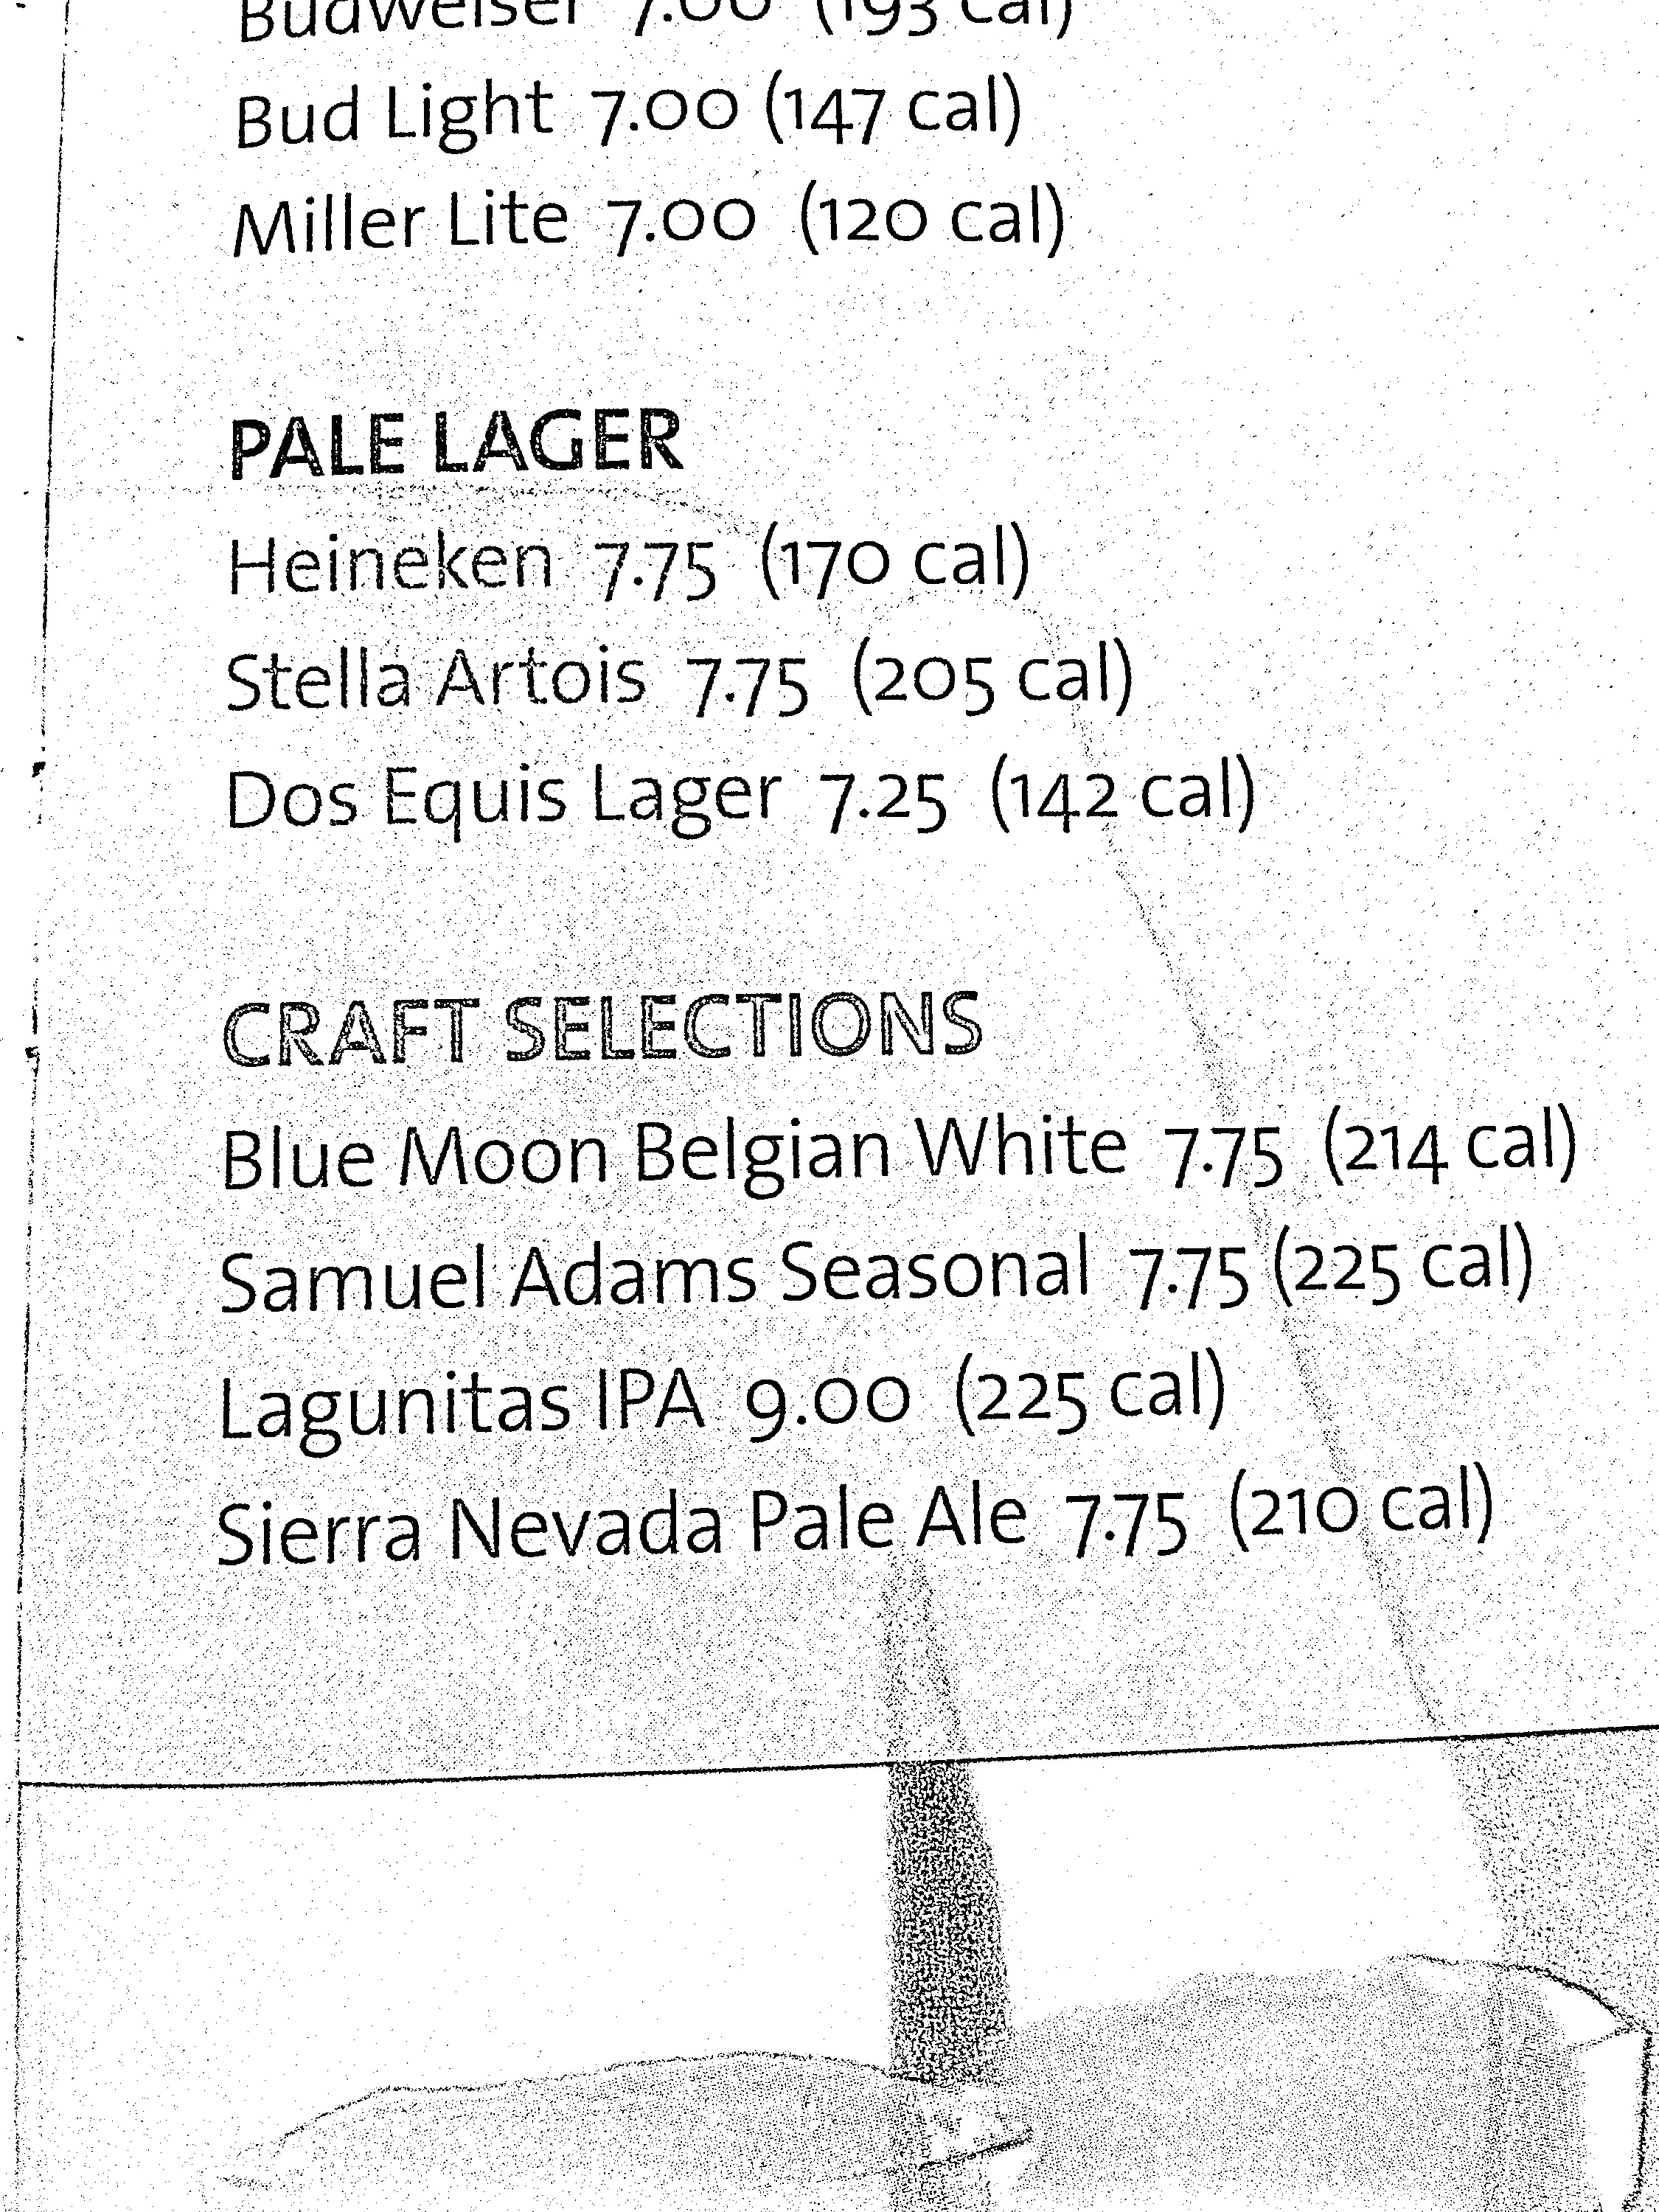 Budweiser 7.00 (193 cal)
Bud Light 7.00 (147 cal)
Miller Lite 7.00 (120 cal)
PALE LAGER
Heineken 7.75 (170 cal)
Stella Artois 7.75 (205 cal)
Dos Equis Lager 7.25 (142 cal)
CRAFT SELECTIONS
Blue Moon Belgian White 7.75 (214 cal)
Samuel Adams Seasonal 7.75 (225 cal)
Lagunitas IPA 9.00 (225 cal)
Sierra Nevada Pale Ale 7.75 (210 cal)